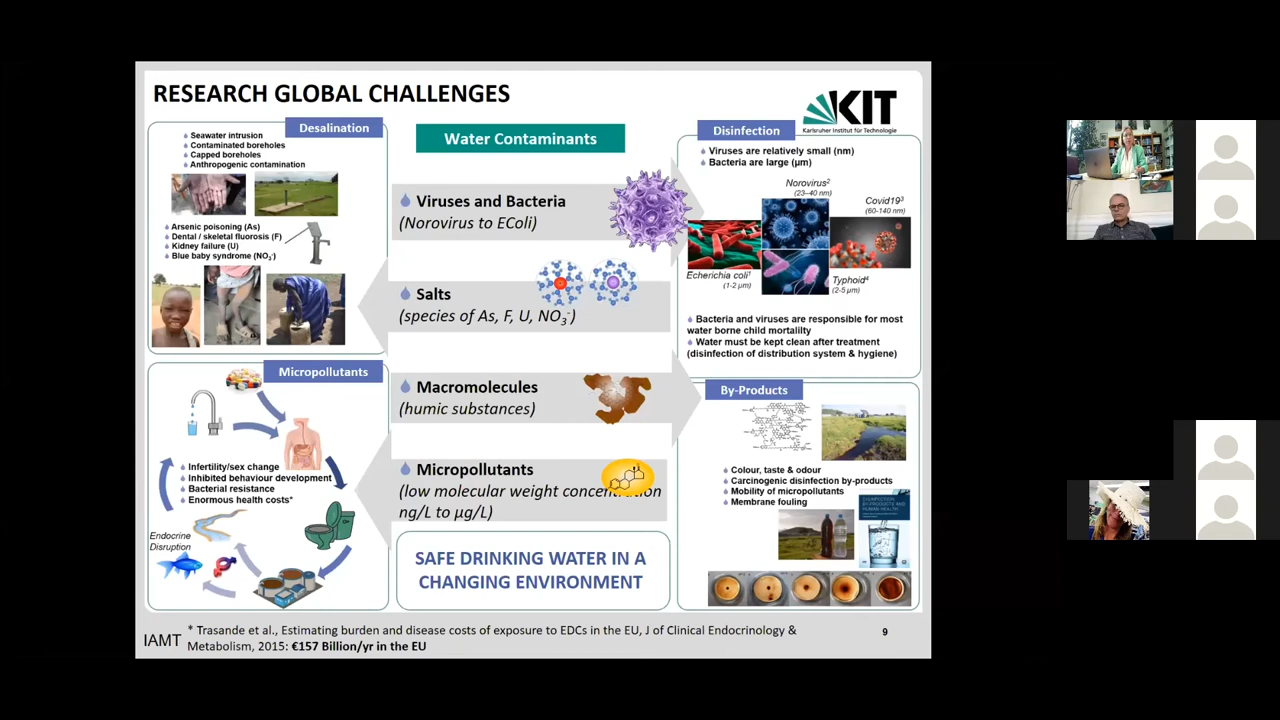 RESEARCH GLOBAL CHALLENGES
KIT
Karlsruher Institut für Technologie
Desalination
Seawater intrusion
Contaminated boreholes
Capped boreholes
Anthropogenic contamination
Arsenic poisoning (As)
Dental / skeletal fluorosis (F)
Kidney failure (U)
Blue baby syndrome (NO3-)
Micropollutants
Infertility/sex change
Inhibited behaviour development
Bacterial resistance
Enormous health costs*
Endocrine
Disruption
Water Contaminants
Viruses and Bacteria
(Norovirus to EColi)
Salts
(species of As, F, U, NO3-)
Macromolecules
(humic substances)
Micropollutants
(low molecular weight concentration
ng/L to µg/L)
SAFE DRINKING WATER IN A
CHANGING ENVIRONMENT
Disinfection
Viruses are relatively small (nm)
Bacteria are large (µm)
Norovirus2
(23–40 nm)
Covid193
(60-140 nm)
Echerichia coli1
(1-2 µm)
Typhoid4
(2-5 µm)
Bacteria and viruses are responsible for most
water borne child mortalilty
Water must be kept clean after treatment
(disinfection of distribution system & hygiene)
By-Products
Colour, taste & odour
Carcinogenic disinfection by-products
Mobility of micropollutants
Membrane fouling
DISINFECTION
BY-PRODUCTS AND
HUMAN HEALTH
IAMT
* Trasande et al., Estimating burden and disease costs of exposure to EDCs in the EU, J of Clinical Endocrinology &
Metabolism, 2015: €157 Billion/yr in the EU
9